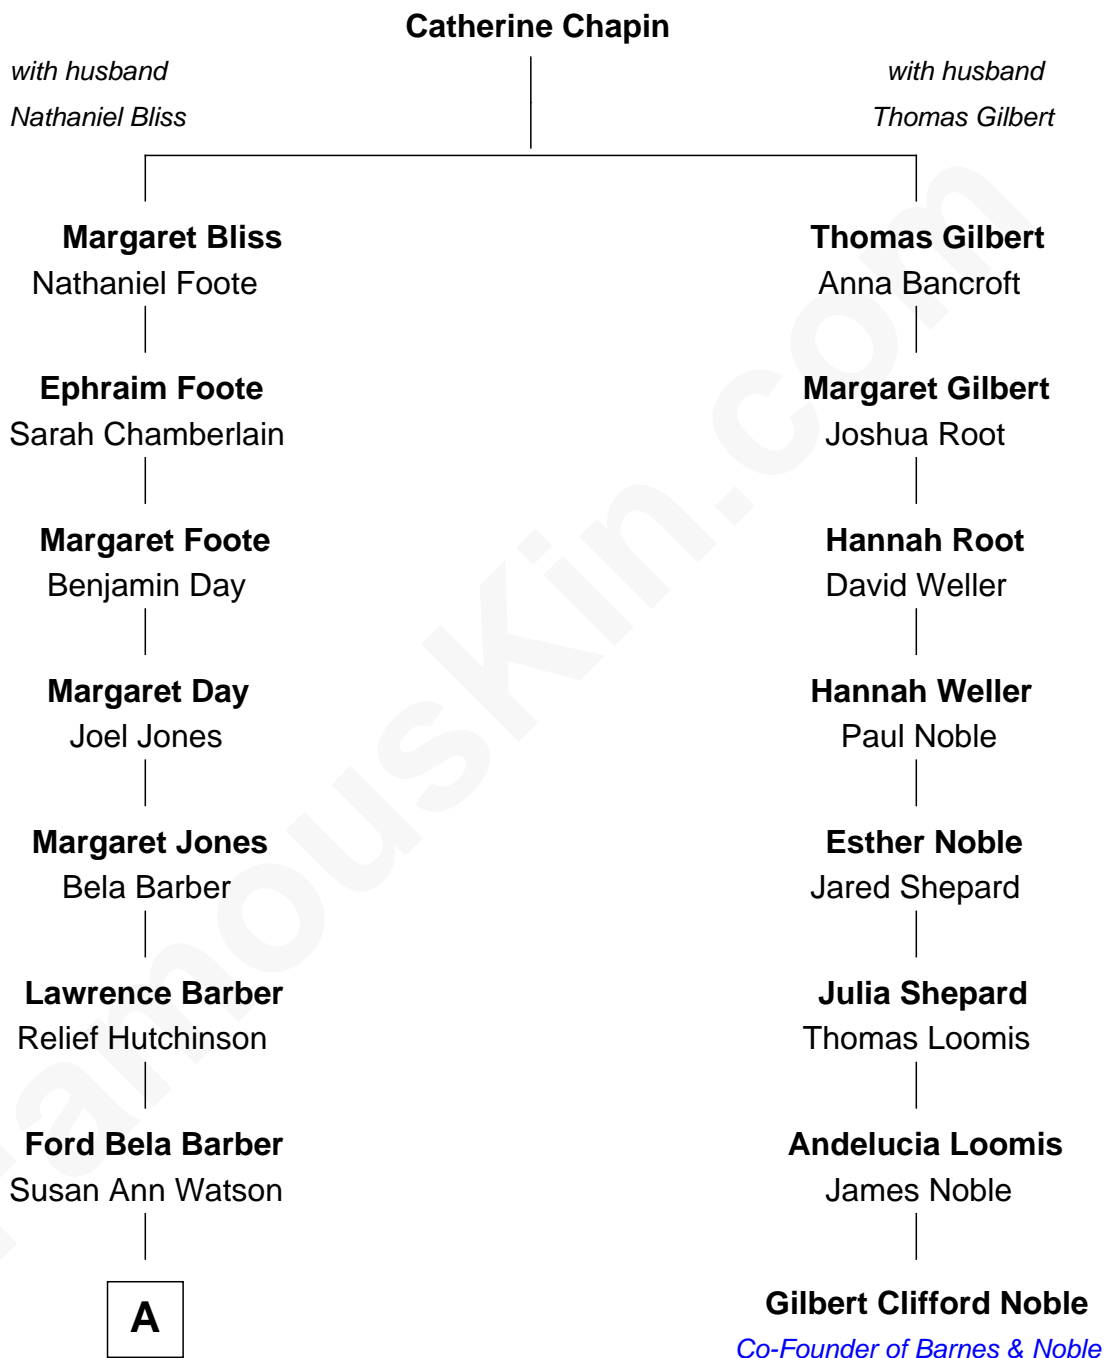 Catherine Chapin
with husband
Nathaniel Bliss
with husband
Thomas Gilbert
Margaret Bliss
Nathaniel Foote
Thomas Gilbert
Anna Bancroft
Ephraim Foote
Sarah Chamberlain
Margaret Gilbert
Joshua Root
Margaret Foote
Benjamin Day
Hannah Root
David Weller
Margaret Day
Joel Jones
Hannah Weller
Paul Noble
Margaret Jones
Bela Barber
Esther Noble
Jared Shepard
Lawrence Barber
Relief Hutchinson
Julia Shepard
Thomas Loomis
Ford Bela Barber
Susan Ann Watson
Andelucia Loomis
James Noble
A
Gilbert Clifford Noble
Co-Founder of Barnes & Noble
FamousKin.com